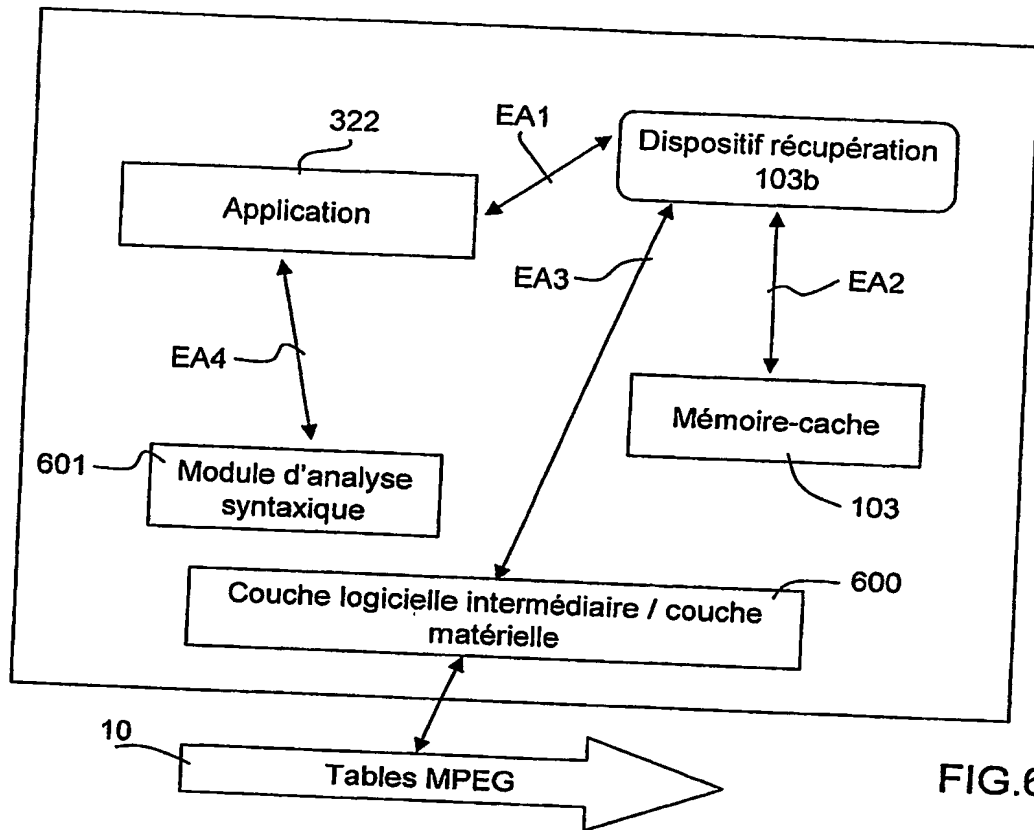 322
EA1
Dispositif récupération
103b
Application
EA3
EA2
EA4
Mémoire-cache
601
Module d'analyse
syntaxique
103
600
Couche logicielle intermédiaire / couche
matérielle
10
Tables MPEG
FIG.6